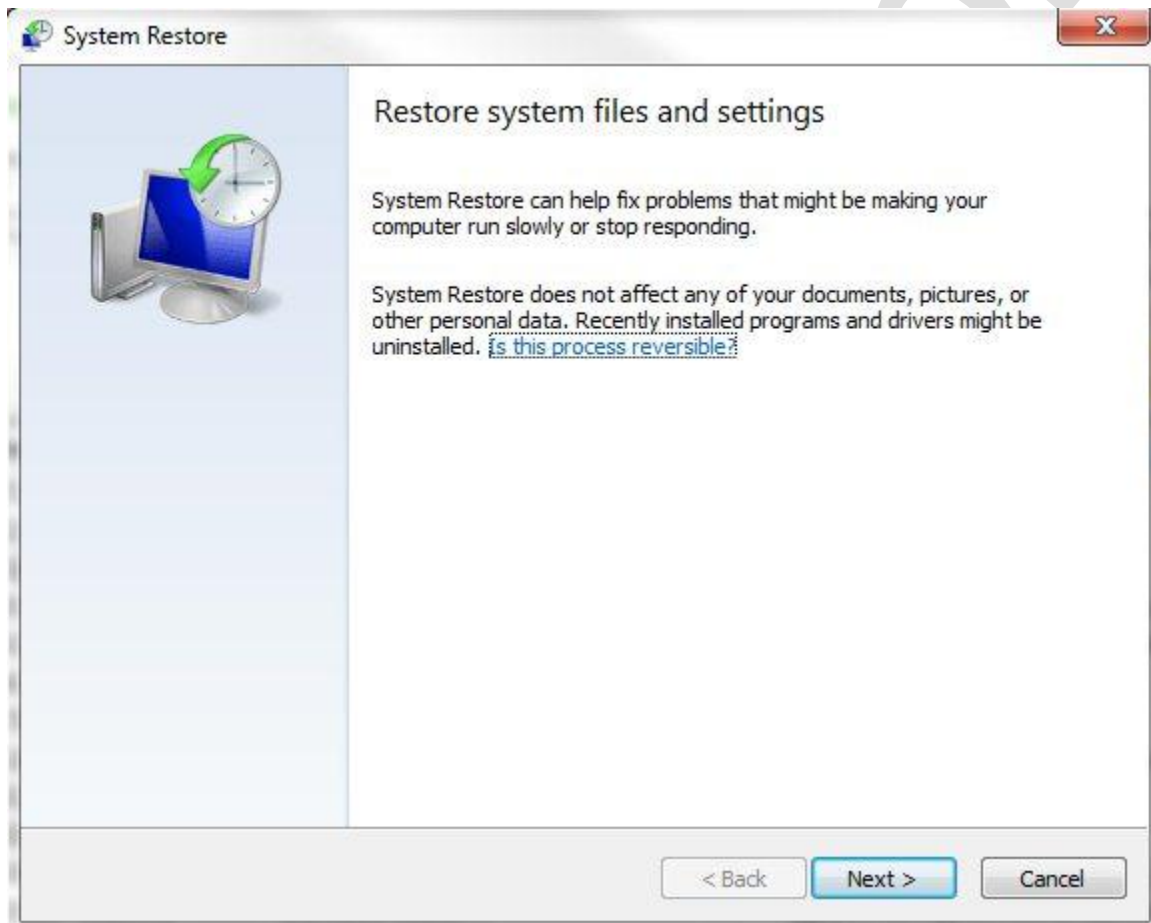 System Restore
X
Restore system files and settings
System Restore can help fix problems that might be making your
computer run slowly or stop responding.
System Restore does not affect any of your documents, pictures, or
other personal data. Recently installed programs and drivers might be
uninstalled. Is this process reversible?
< Back Next > Cancel